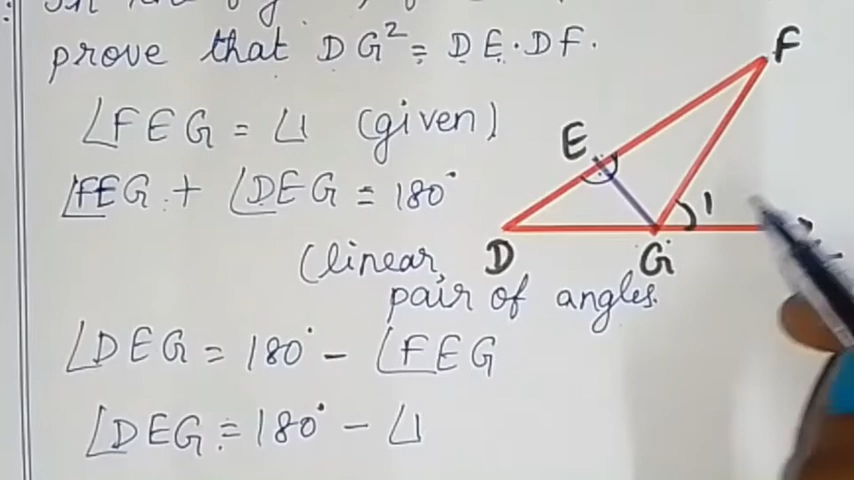 prove that DG² = DE·DF.
∠FEG = ∠1 (given)
∠FEG + ∠DEG = 180°
(linear
pair of angles.
∠DEG = 180° - ∠FEG
∠DEG = 180° - ∠1
F
E
1
D
G